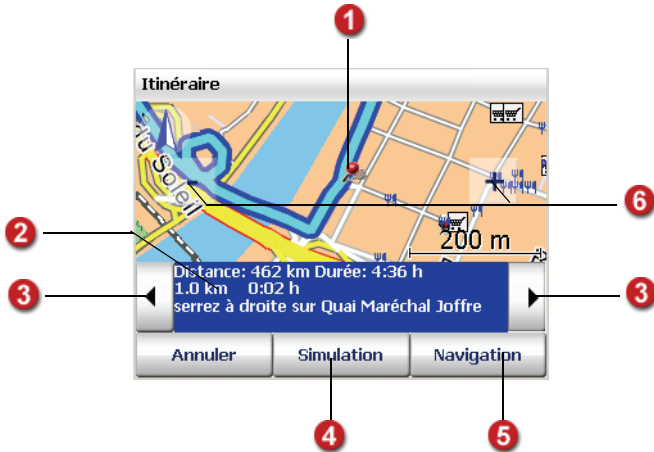 1
Itinéraire
du Soleil
6
200 m
2
Distance: 462 km Durée: 4:36 h
1.0 km 0:02 h
serrez à droite sur Quai Maréchal Joffre
3
3
Annuler Simulation Navigation
4
5